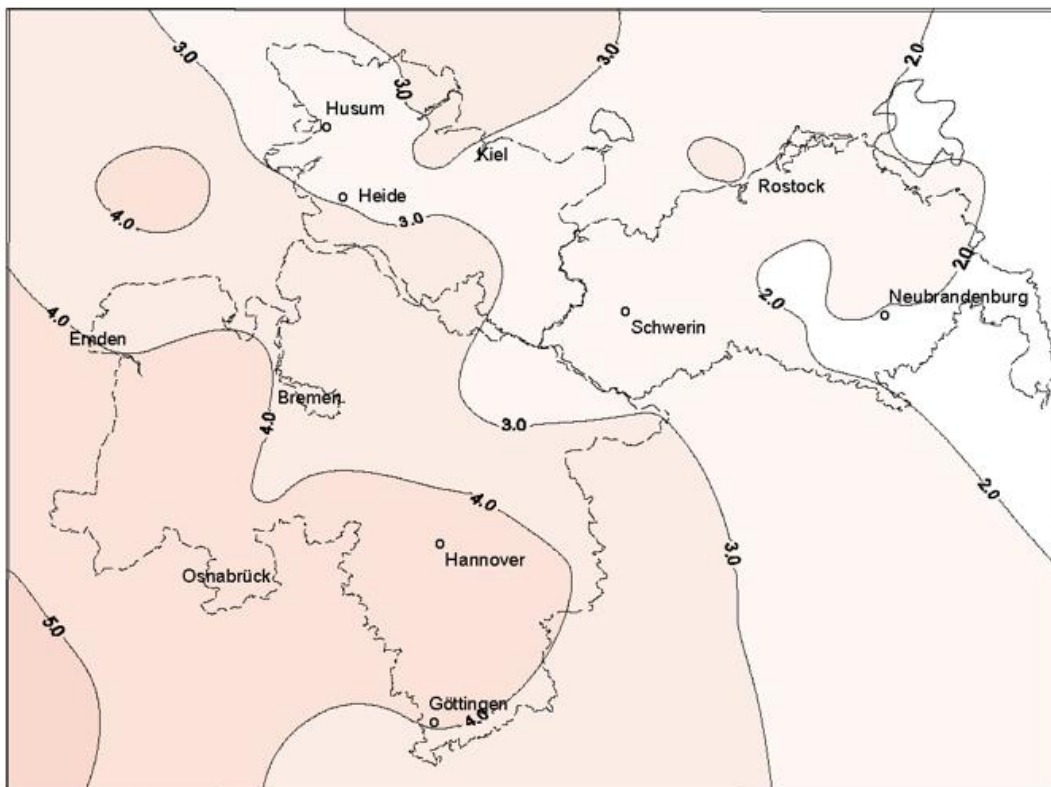 3.0
3.0
3.0
2.0
Husum
Kiel
Rostock
Heide
4.0
3.0
2.0
Neubrandenburg
2.0
4.0
Emden
Schwerin
Bremen
4.0
3.0
2.0
4.0
3.0
Hannover
Osnabrück
5.0
Göttingen
4.0